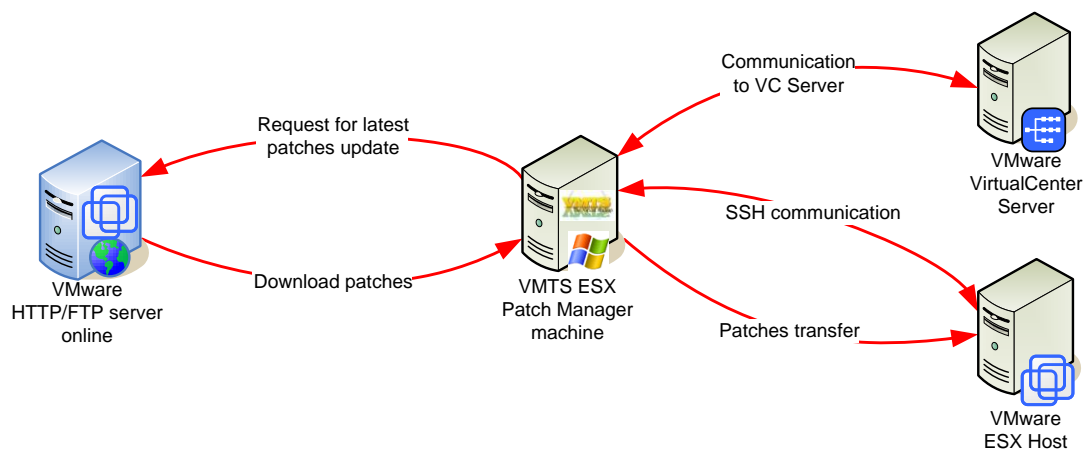 Request for latest
patches update
Download patches
VMware
HTTP/FTP server
online
VMTS
VMTS ESX
Patch Manager
machine
Communication
to VC Server
VMware
VirtualCenter
Server
SSH communication
Patches transfer
VMware
ESX Host